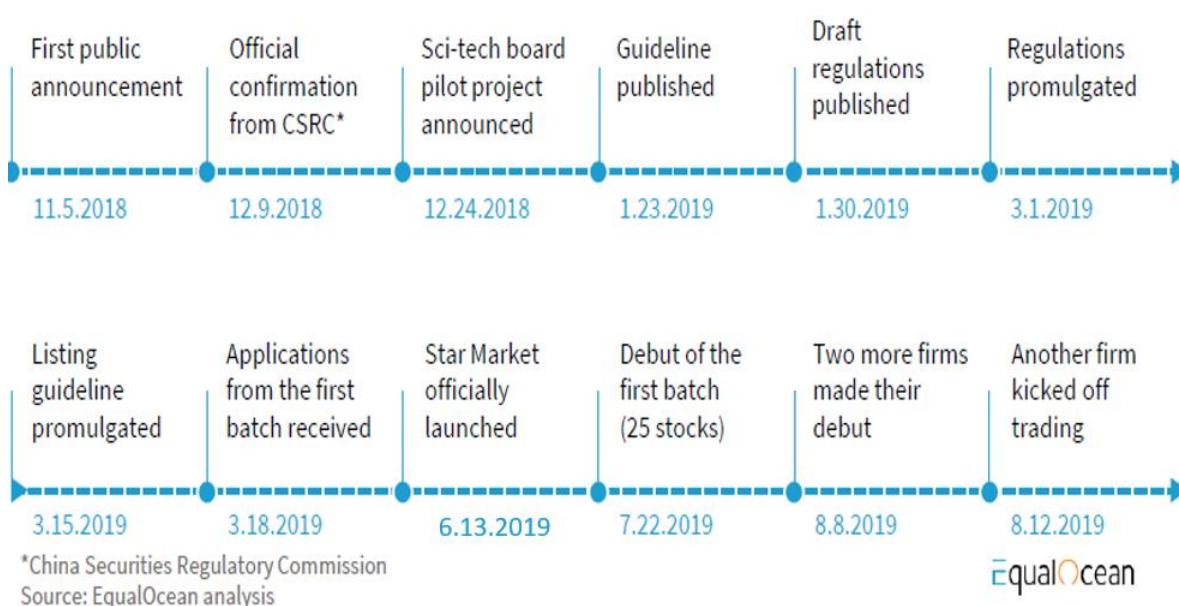 First public
announcement
11.5.2018
Official
confirmation
from CSRC*
12.9.2018
Sci-tech board
pilot project
announced
12.24.2018
Guideline
published
1.23.2019
Draft
regulations
published
1.30.2019
Regulations
promulgated
3.1.2019
Listing
guideline
promulgated
3.15.2019
Applications
from the first
batch received
3.18.2019
Star Market
officially
launched
6.13.2019
Debut of the
first batch
(25 stocks)
7.22.2019
Two more firms
made their
debut
8.8.2019
Another firm
kicked off
trading
8.12.2019
*China Securities Regulatory Commission
Source: EqualOcean analysis
EqualOcean